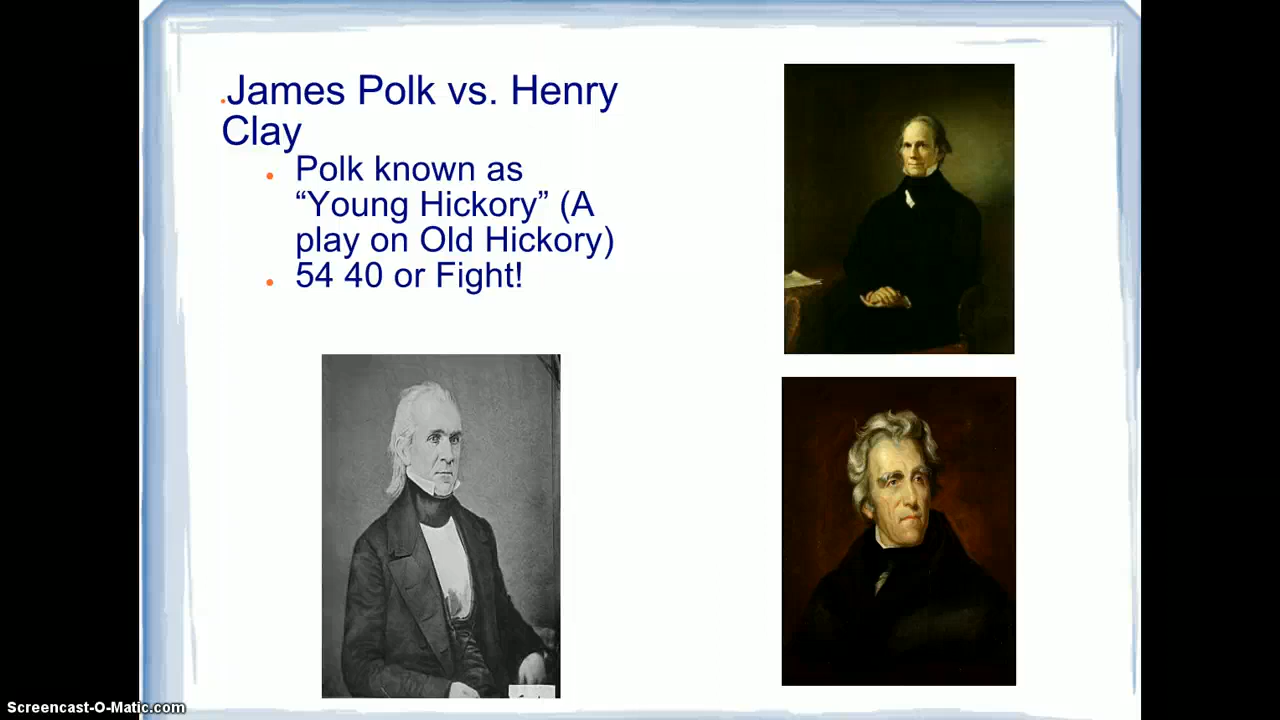 James Polk vs. Henry
Clay
Polk known as
“Young Hickory” (A
play on Old Hickory)
54 40 or Fight!
Screencast-O-Matic.com